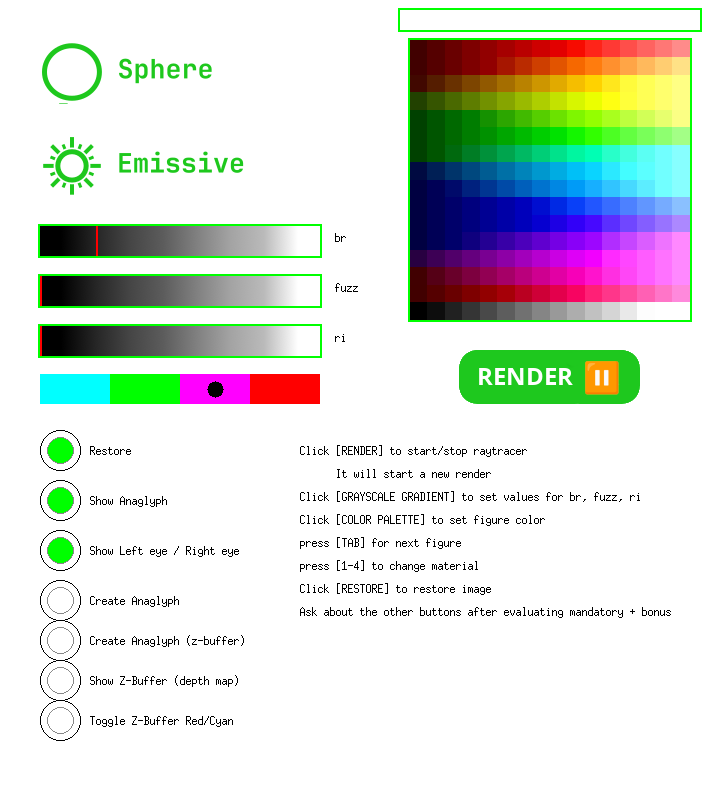 Sphere
Emissive
br
fuzz
ri
RENDER
Restore
Show Anaglyph
Show Left eye / Right eye
Create Anaglyph
Create Anaglyph (z-buffer)
Show Z-Buffer (depth map)
Toggle Z-Buffer Red/Cyan
Click [RENDER] to start/stop raytracer
It will start a new render
Click [GRAYSCALE GRADIENT] to set values for br, fuzz, ri
Click [COLOR PALETTE] to set figure color
press [TAB] for next figure
press [1-4] to change material
Click [RESTORE] to restore image
Ask about the other buttons after evaluating mandatory + bonus